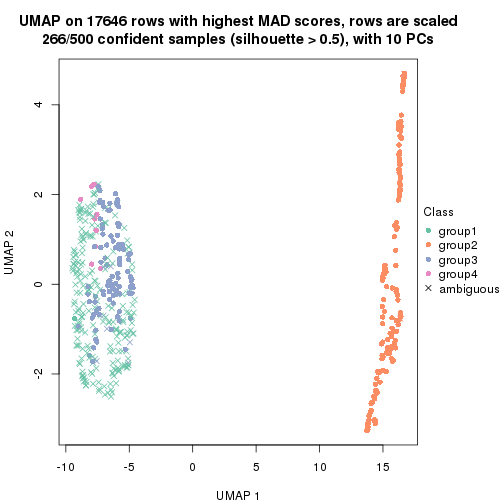 UMAP on 17646 rows with highest MAD scores, rows are scaled
266/500 confident samples (silhouette > 0.5), with 10 PCs
4
2
0
-2
UMAP 2
-10
-5
0
5
10
15
UMAP 1
Class
group1
group2
group3
group4
ambiguous